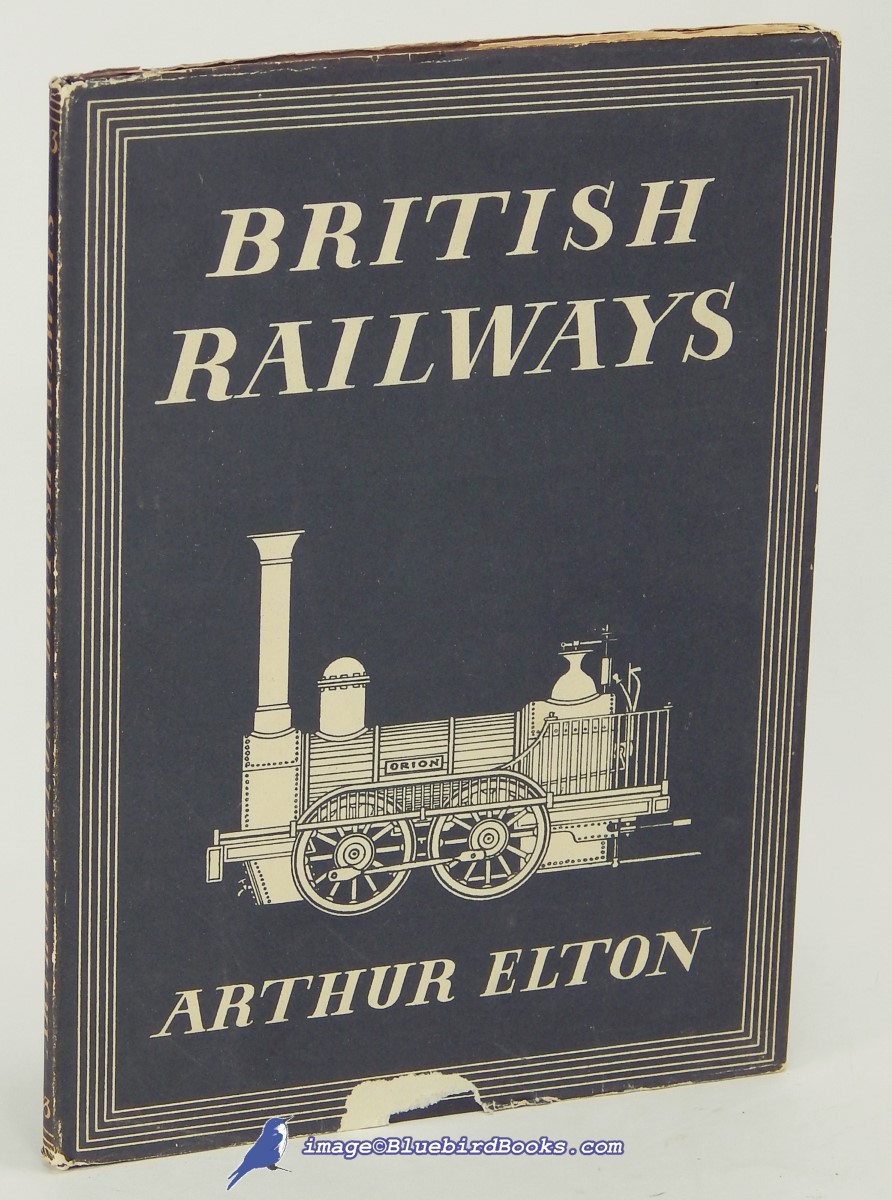 BRITISH
RAILWAYS
ORION
ARTHUR ELTON
image©BluebirdBooks.com